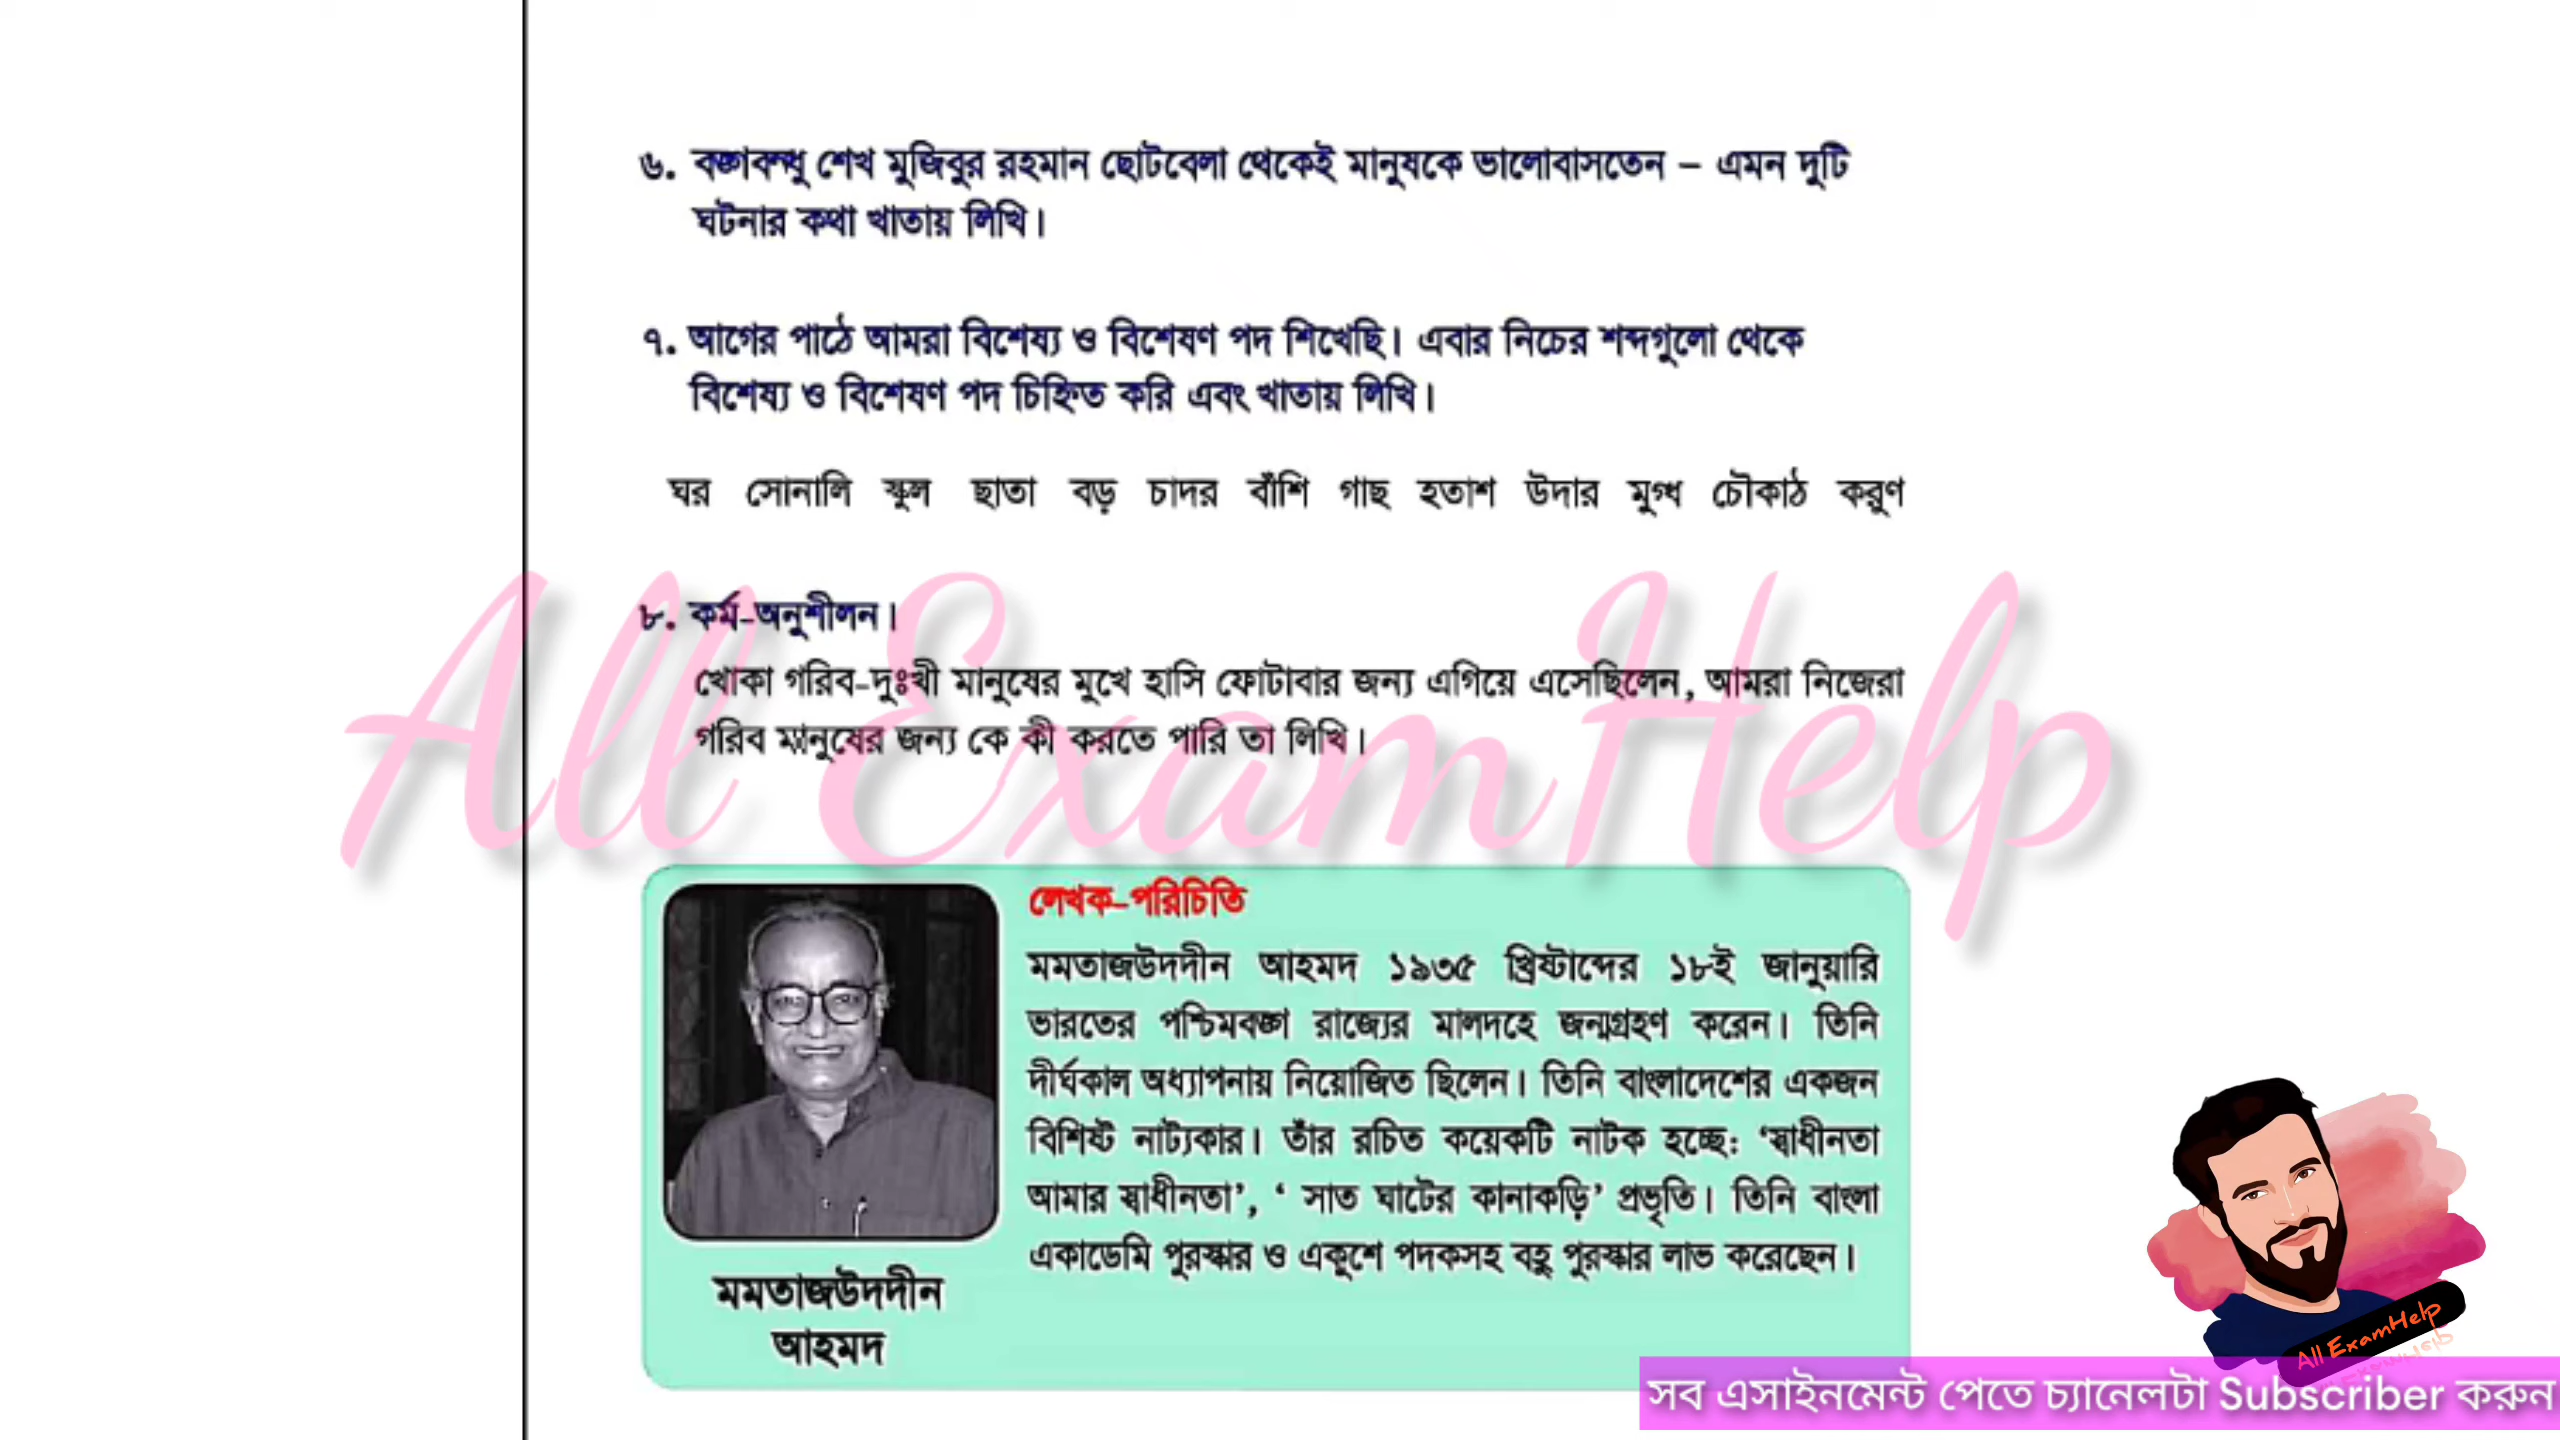 ৬. বঙ্গবন্ধু শেখ মুজিবুর রহমান ছোটবেলা থেকেই মানুষকে ভালোবাসতেন – এমন দুটি
ঘটনার কথা খাতায় লিখি।
৭. আগের পাঠে আমরা বিশেষ্য ও বিশেষণ পদ শিখেছি। এবার নিচের শব্দগুলো থেকে
বিশেষ্য ও বিশেষণ পদ চিহ্নিত করি এবং খাতায় লিখি।
ঘর সোনালি স্কুল ছাতা বড় চাদর বাঁশি গাছ হতাশ উদার মুগ্ধ চৌকাঠ করুণ
৮. কর্ম-অনুশীলন।
খোকা গরিব-দুঃখী মানুষের মুখে হাসি ফোটাবার জন্য এগিয়ে এসেছিলেন, আমরা নিজেরা
গরিব মানুষের জন্য কে কী করতে পারি তা লিখি।
All ExamHelp
লেখক-পরিচিতি
মমতাজউদদীন আহমদ ১৯৩৫ খ্রিষ্টাব্দের ১৮ই জানুয়ারি
ভারতের পশ্চিমবঙ্গ রাজ্যের মালদহে জন্মগ্রহণ করেন। তিনি
দীর্ঘকাল অধ্যাপনায় নিয়োজিত ছিলেন। তিনি বাংলাদেশের একজন
বিশিষ্ট নাট্যকার। তাঁর রচিত কয়েকটি নাটক হচ্ছে: ‘স্বাধীনতা
আমার স্বাধীনতা’, ‘ সাত ঘাটের কানাকড়ি’ প্রভৃতি। তিনি বাংলা
একাডেমি পুরস্কার ও একুশে পদকসহ বহু পুরস্কার লাভ করেছেন।
মমতাজউদদীন
আহমদ
All ExamHelp
সব এসাইনমেন্ট পেতে চ্যানেলটা Subscriber করুন